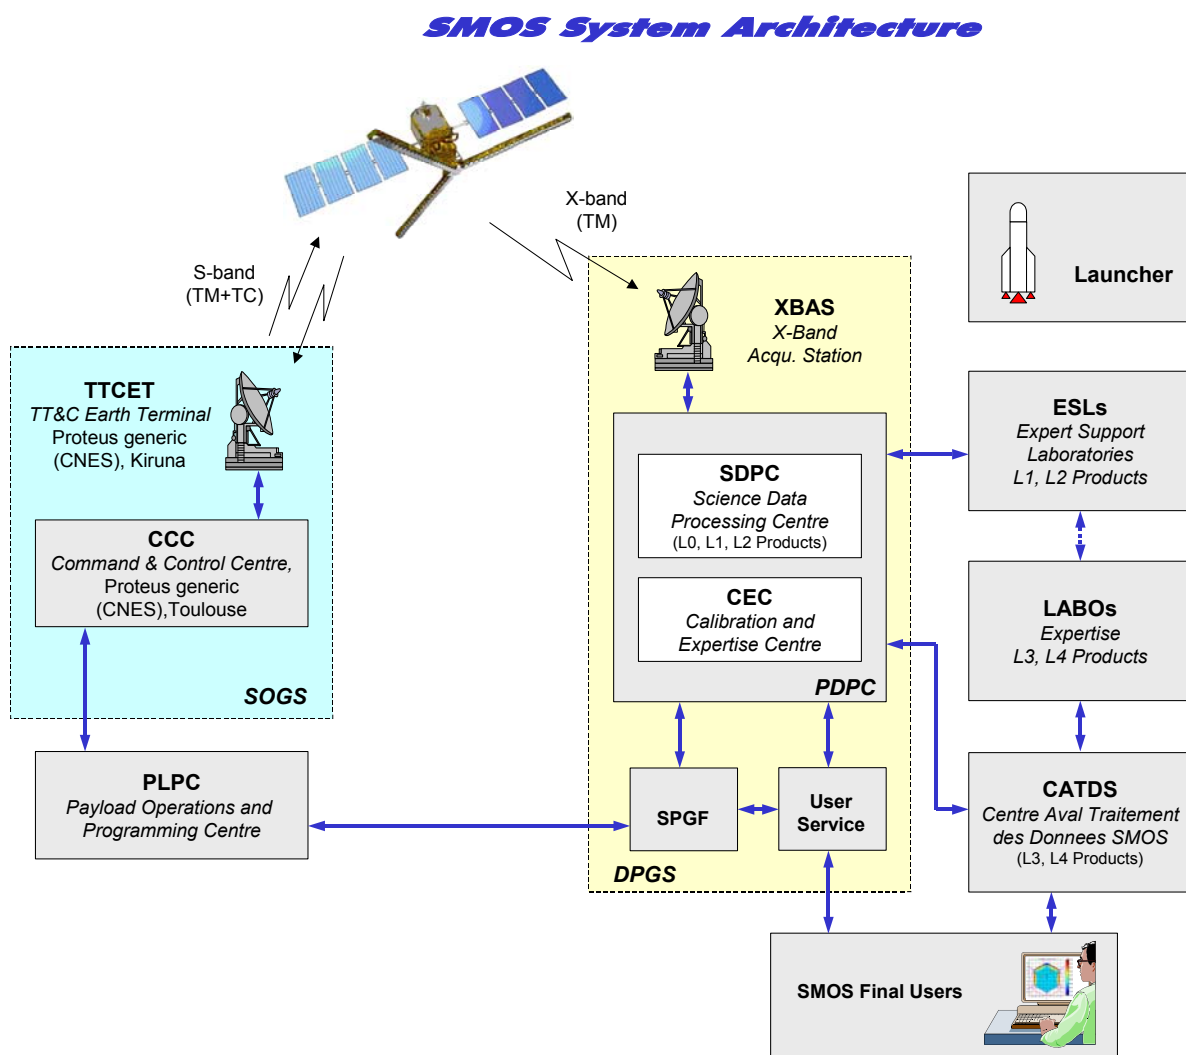 SMOS System Architecture
X-band
(TM)
S-band
(TM+TC)
Launcher
XBAS
X-Band
Acqu. Station
TTCET
TT&C Earth Terminal
Proteus generic
(CNES), Kiruna
CCC
Command & Control Centre,
Proteus generic
(CNES),Toulouse
SOGS
PLPC
Payload Operations and
Programming Centre
SDPC
Science Data
Processing Centre
(L0, L1, L2 Products)
CEC
Calibration and
Expertise Centre
PDPC
SPGF
User
Service
DPGS
ESLs
Expert Support
Laboratories
L1, L2 Products
LABOs
Expertise
L3, L4 Products
CATDS
Centre Aval Traitement
des Donnees SMOS
(L3, L4 Products)
SMOS Final Users